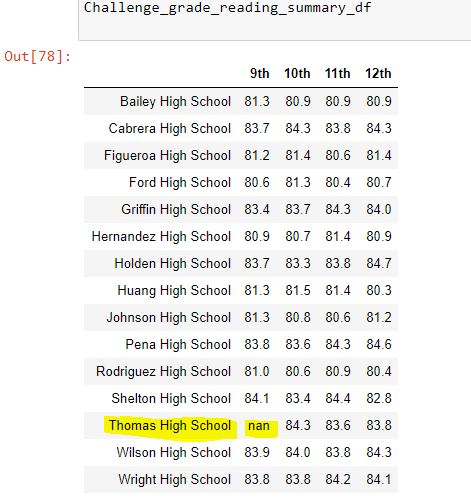 Challenge_grade_reading_summary_df
Out[78]:
9th 10th 11th 12th
Bailey High School 81.3 80.9 80.9 80.9
Cabrera High School 83.7 84.3 83.8 84.3
Figueroa High School 81.2 81.4 80.6 81.4
Ford High School 80.6 81.3 80.4 80.7
Griffin High School 83.4 83.7 84.3 84.0
Hernandez High School 80.9 80.7 81.4 80.9
Holden High School 83.7 83.3 83.8 84.7
Huang High School 81.3 81.5 81.4 80.3
Johnson High School 81.3 80.8 80.6 81.2
Pena High School 83.8 83.6 84.3 84.6
Rodriguez High School 81.0 80.6 80.9 80.4
Shelton High School 84.1 83.4 84.4 82.8
Thomas High School nan 84.3 83.6 83.8
Wilson High School 83.9 84.0 83.8 84.3
Wright High School 83.8 83.8 84.2 84.1